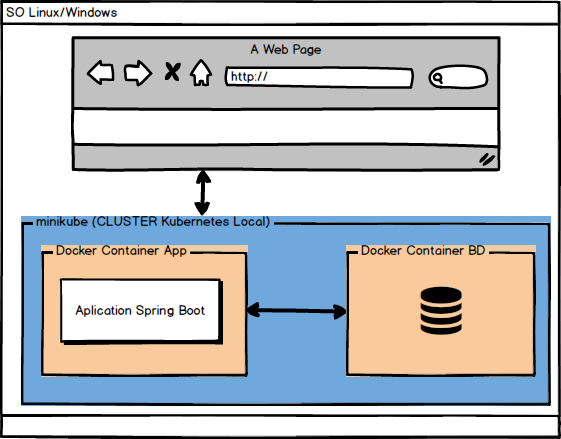 SO Linux/Windows
A Web Page
http://
minikube (CLUSTER Kubernetes Local)
Docker Container App
Docker Container BD
Aplication Spring Boot